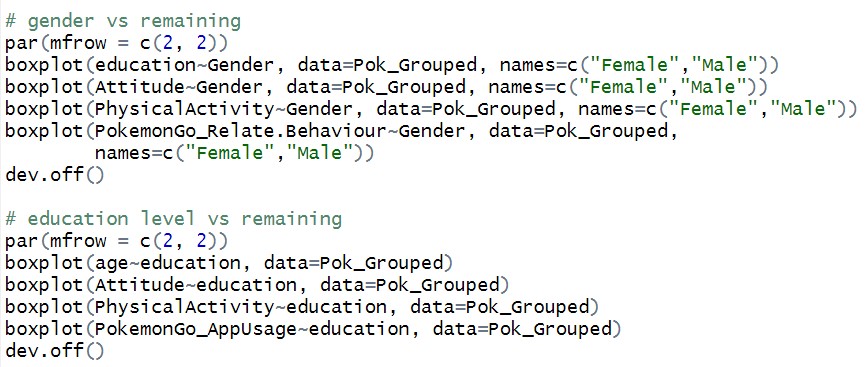 # gender vs remaining
par(mfrow = c(2, 2))
boxplot(education~Gender, data=Pok_Grouped, names=c("Female","Male"))
boxplot(Attitude~Gender, data=Pok_Grouped, names=c("Female","Male"))
boxplot(PhysicalActivity~Gender, data=Pok_Grouped, names=c("Female","Male"))
boxplot(PokemonGo_Relate.Behaviour~Gender, data=Pok_Grouped,
        names=c("Female","Male"))
dev.off()

# education level vs remaining
par(mfrow = c(2, 2))
boxplot(age~education, data=Pok_Grouped)
boxplot(Attitude~education, data=Pok_Grouped)
boxplot(PhysicalActivity~education, data=Pok_Grouped)
boxplot(PokemonGo_AppUsage~education, data=Pok_Grouped)
dev.off()